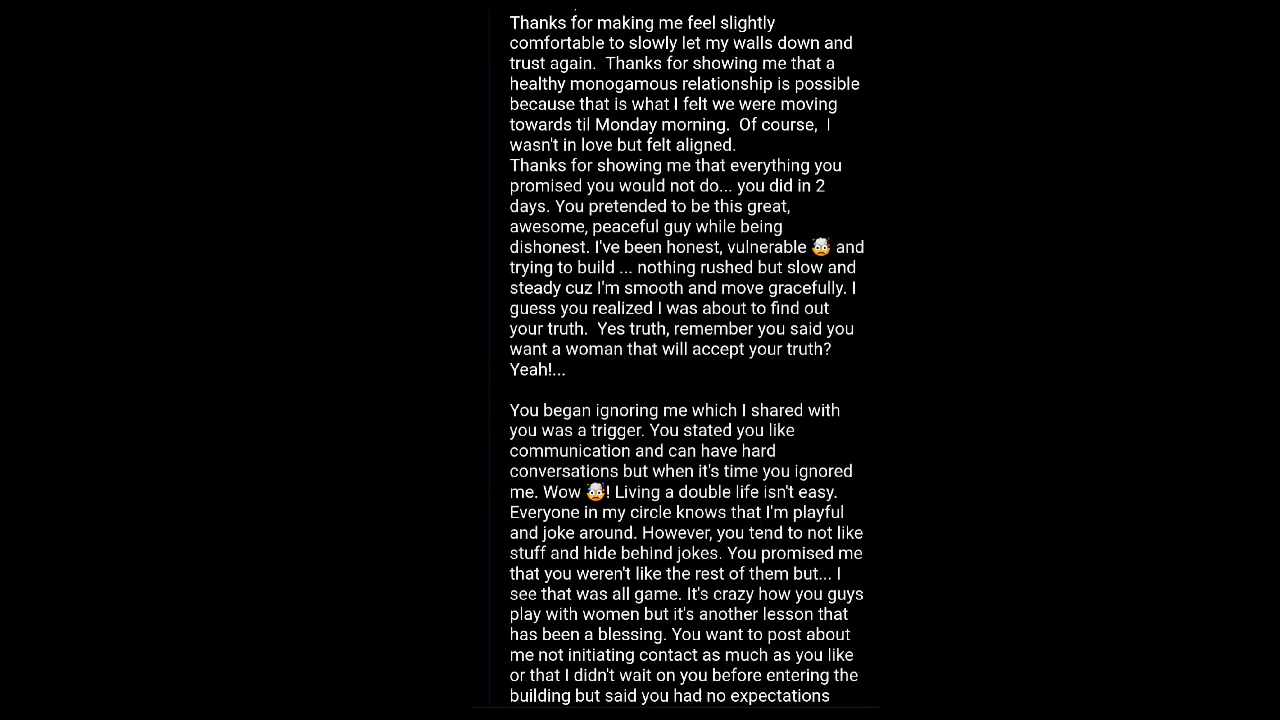 Thanks for making me feel slightly
comfortable to slowly let my walls down and
trust again.  Thanks for showing me that a
healthy monogamous relationship is possible
because that is what I felt we were moving
towards til Monday morning.  Of course,  I
wasn't in love but felt aligned.
Thanks for showing me that everything you
promised you would not do... you did in 2
days. You pretended to be this great,
awesome, peaceful guy while being
dishonest. I've been honest, vulnerable 🤯 and
trying to build ... nothing rushed but slow and
steady cuz I'm smooth and move gracefully. I
guess you realized I was about to find out
your truth.  Yes truth, remember you said you
want a woman that will accept your truth?
Yeah!...
You began ignoring me which I shared with
you was a trigger. You stated you like
communication and can have hard
conversations but when it's time you ignored
me. Wow 🤯! Living a double life isn't easy.
Everyone in my circle knows that I'm playful
and joke around. However, you tend to not like
stuff and hide behind jokes. You promised me
that you weren't like the rest of them but... I
see that was all game. It's crazy how you guys
play with women but it's another lesson that
has been a blessing. You want to post about
me not initiating contact as much as you like
or that I didn't wait on you before entering the
building but said you had no expectations